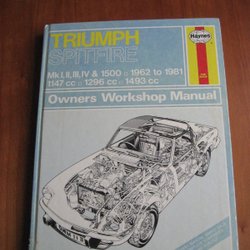 TRIUMPH
SPITFIRE
Haynes
Mk I, II, III, IV & 1500 □ 1962 to 1981
1147 cc □ 1296 cc □ 1493 cc
Owners Workshop Manual